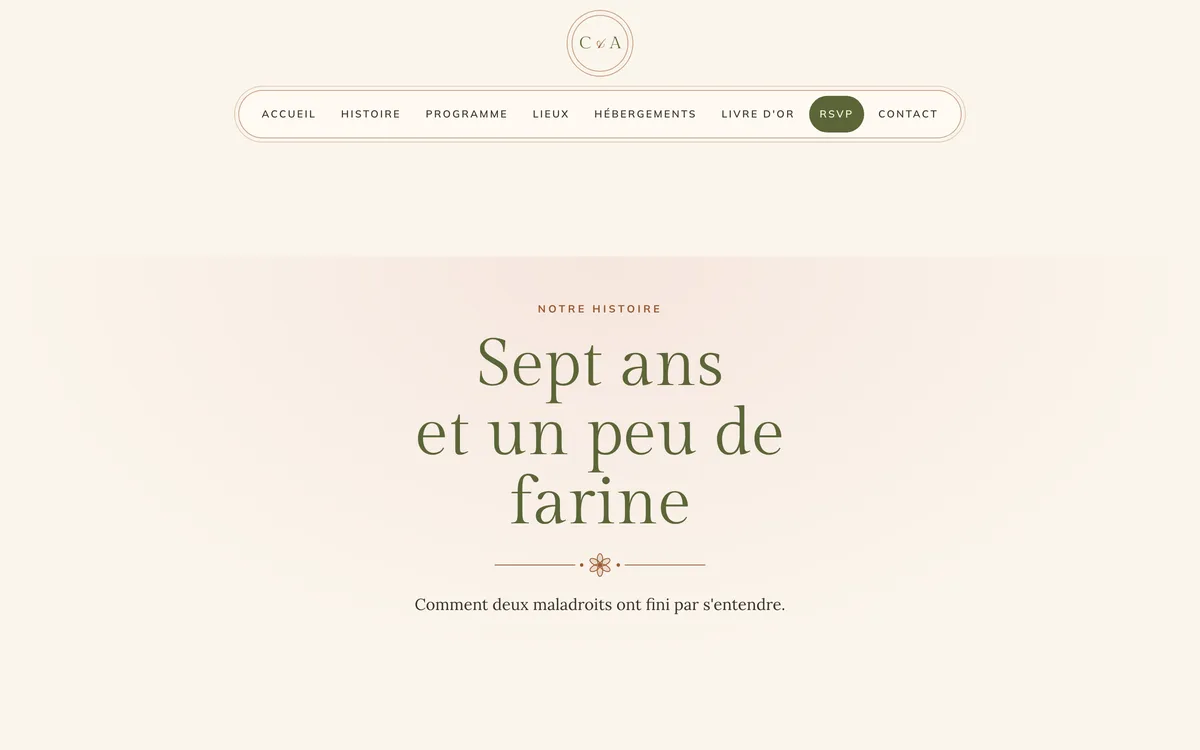 C & A
ACCUEIL HISTOIRE PROGRAMME LIEUX HÉBERGEMENTS LIVRE D'OR RSVP CONTACT
NOTRE HISTOIRE
Sept ans
et un peu de
farine
Comment deux maladroits ont fini par s'entendre.